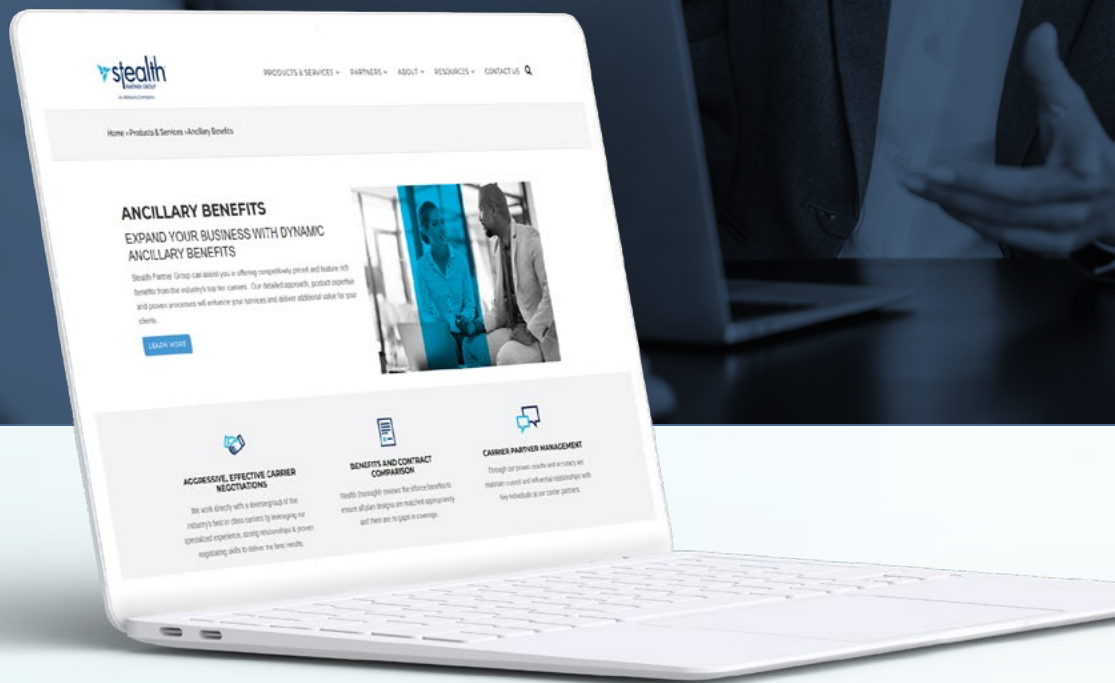 stealth
PARTNER GROUP
PRODUCTS & SERVICES PARTNERS ABOUT RESOURCES CONTACT US
Home » Products & Services » Ancillary Benefits
ANCILLARY BENEFITS
EXPAND YOUR BUSINESS WITH DYNAMIC
ANCILLARY BENEFITS
Stealth Partner Group can assist you in offering competitively priced and feature rich
benefits from the industry's top tier carriers. Our detailed approach, product expertise
and proven processes will enhance your services and deliver additional value for your
clients.
LEARN MORE
AGGRESSIVE, EFFECTIVE CARRIER
NEGOTIATIONS
We work directly with a diverse group of the
industry's best in class carriers by leveraging our
specialized experience, strong relationships & proven
negotiating skills to deliver the best results.
BENEFITS AND CONTRACT
COMPARISON
Stealth thoroughly reviews the inforce benefits to
ensure all plan designs are matched appropriately
and there are no gaps in coverage.
CARRIER PARTNER MANAGEMENT
Through our proven results and accuracy we
maintain trusted and influential relationships with
key individuals at our carrier partners.